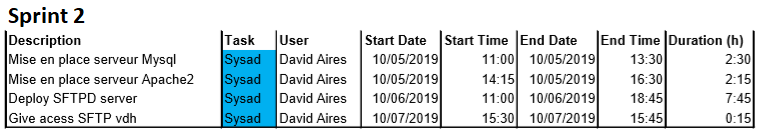 Sprint 2
Description Task User Start Date Start Time End Date End Time Duration (h)
Mise en place serveur Mysql Sysad David Aires 10/05/2019 11:00 10/05/2019 13:30 2:30
Mise en place serveur Apache2 Sysad David Aires 10/05/2019 14:15 10/05/2019 16:30 2:15
Deploy SFTPD server Sysad David Aires 10/06/2019 11:00 10/06/2019 18:45 7:45
Give acess SFTP vdh Sysad David Aires 10/07/2019 15:30 10/07/2019 15:45 0:15